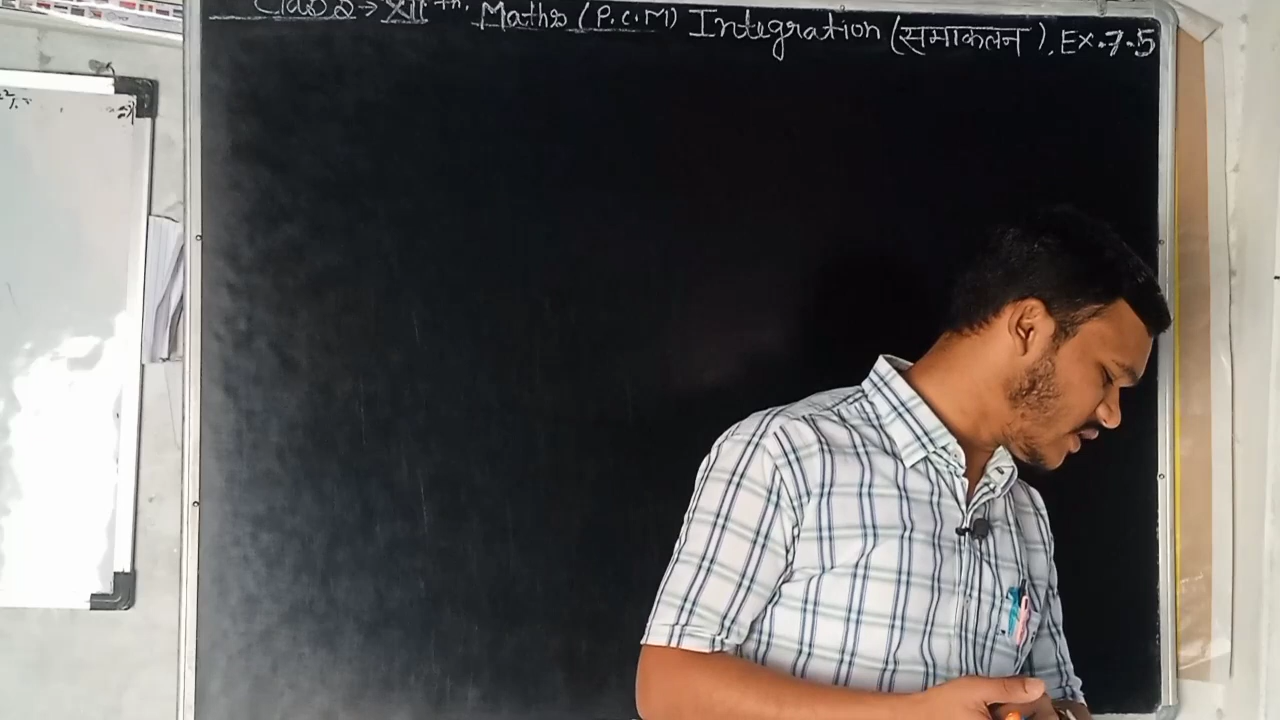 Class → XIIth. Maths (P.C.M) Integration (समाकलन), Ex.7.5